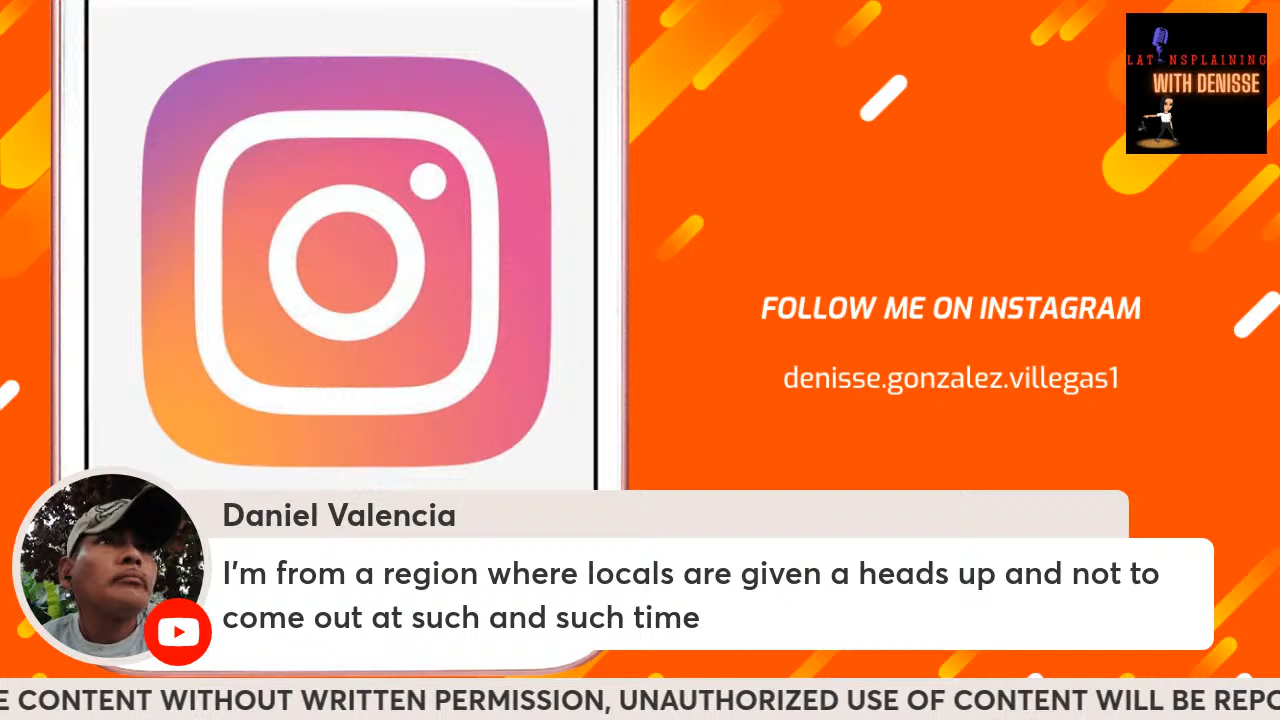 LATINSPLAINING
WITH DENISSE
FOLLOW ME ON INSTAGRAM
denisse.gonzalez.villegas1
Daniel Valencia
I'm from a region where locals are given a heads up and not to
come out at such and such time
E CONTENT WITHOUT WRITTEN PERMISSION, UNAUTHORIZED USE OF CONTENT WILL BE REPO